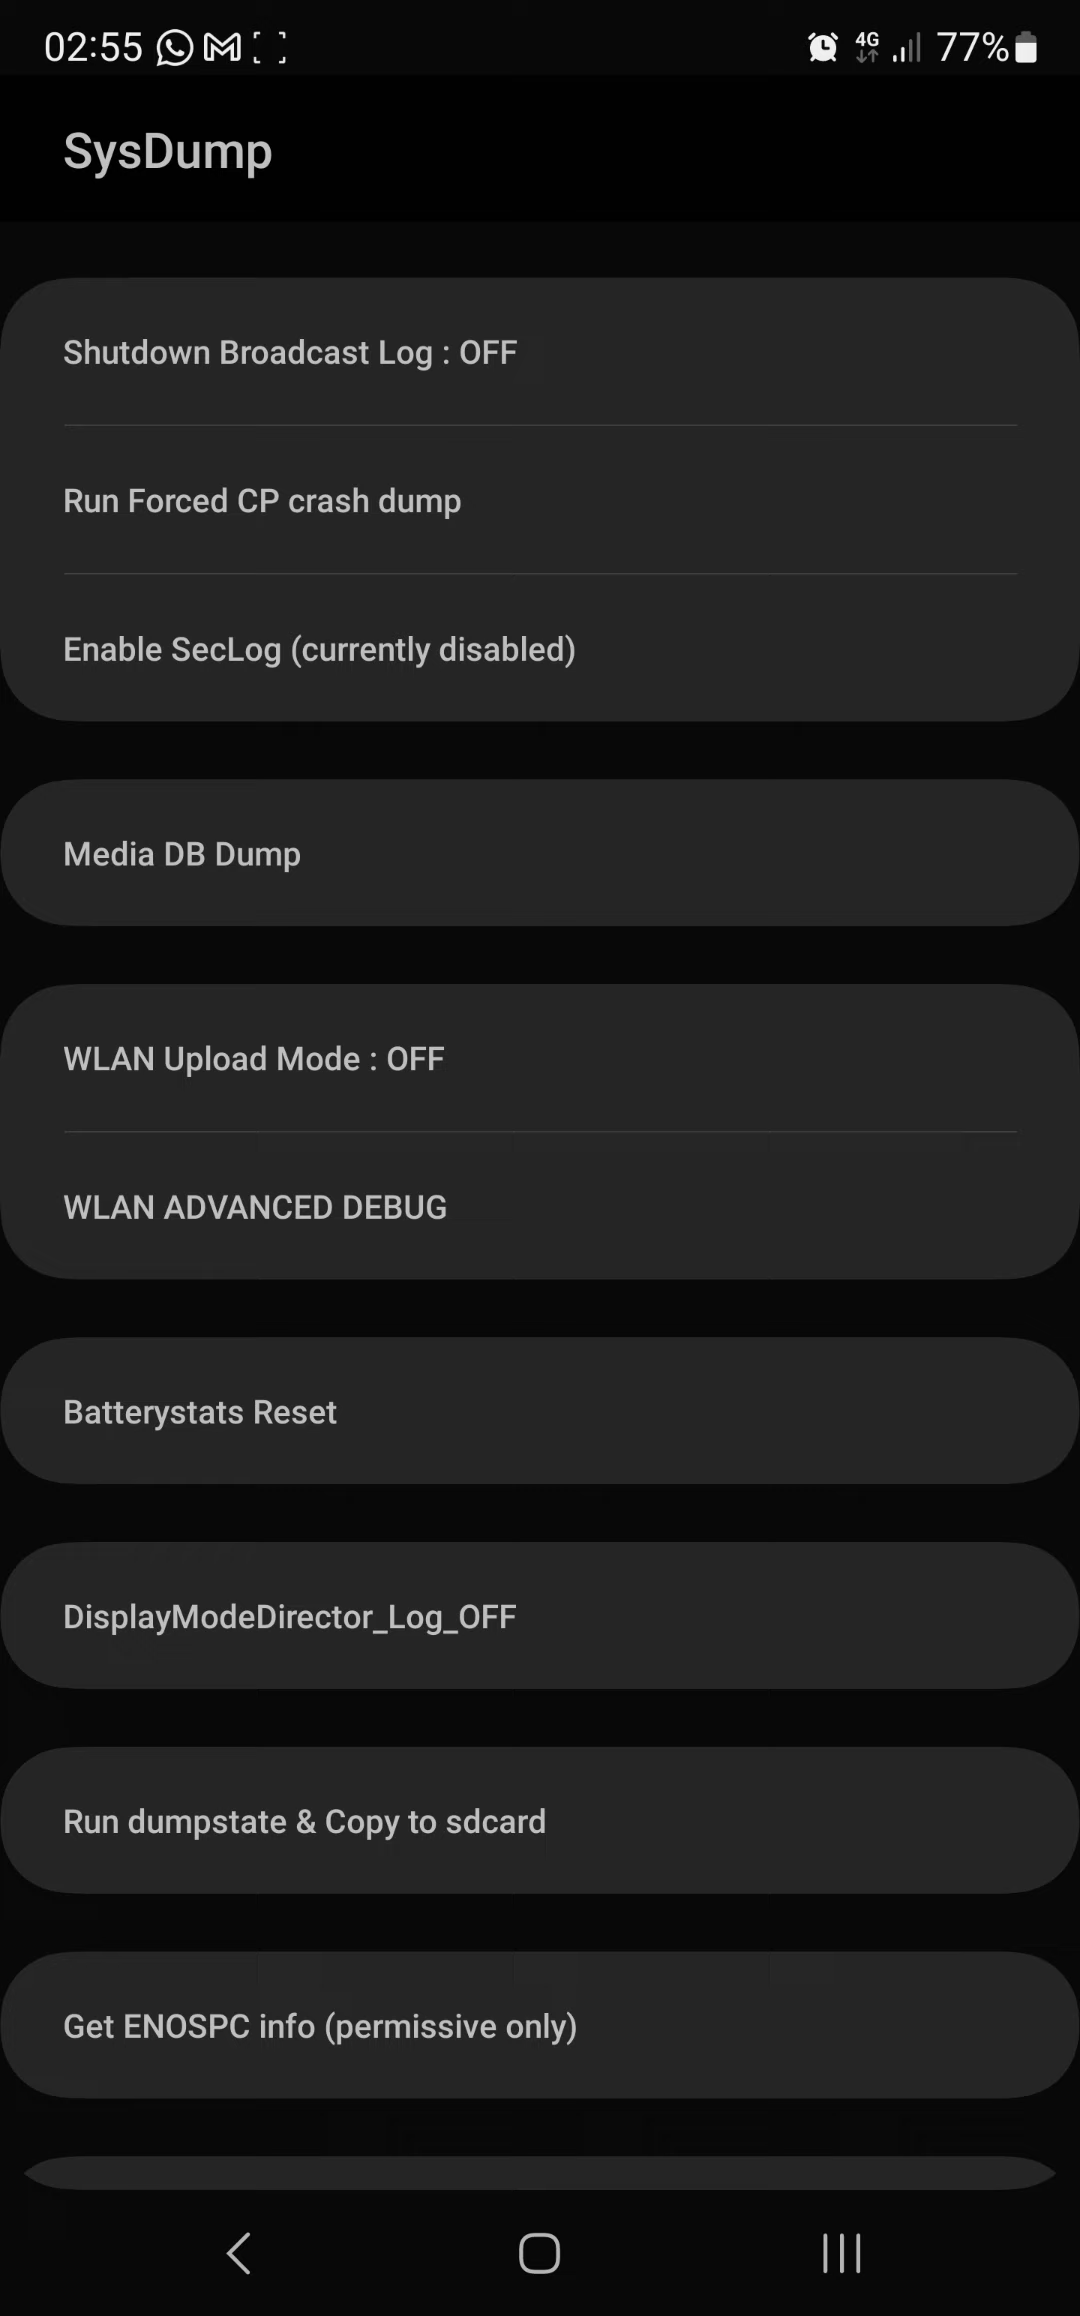 02:55 4G 77%
SysDump
Shutdown Broadcast Log : OFF
Run Forced CP crash dump
Enable SecLog (currently disabled)
Media DB Dump
WLAN Upload Mode : OFF
WLAN ADVANCED DEBUG
Batterystats Reset
DisplayModeDirector_Log_OFF
Run dumpstate & Copy to sdcard
Get ENOSPC info (permissive only)